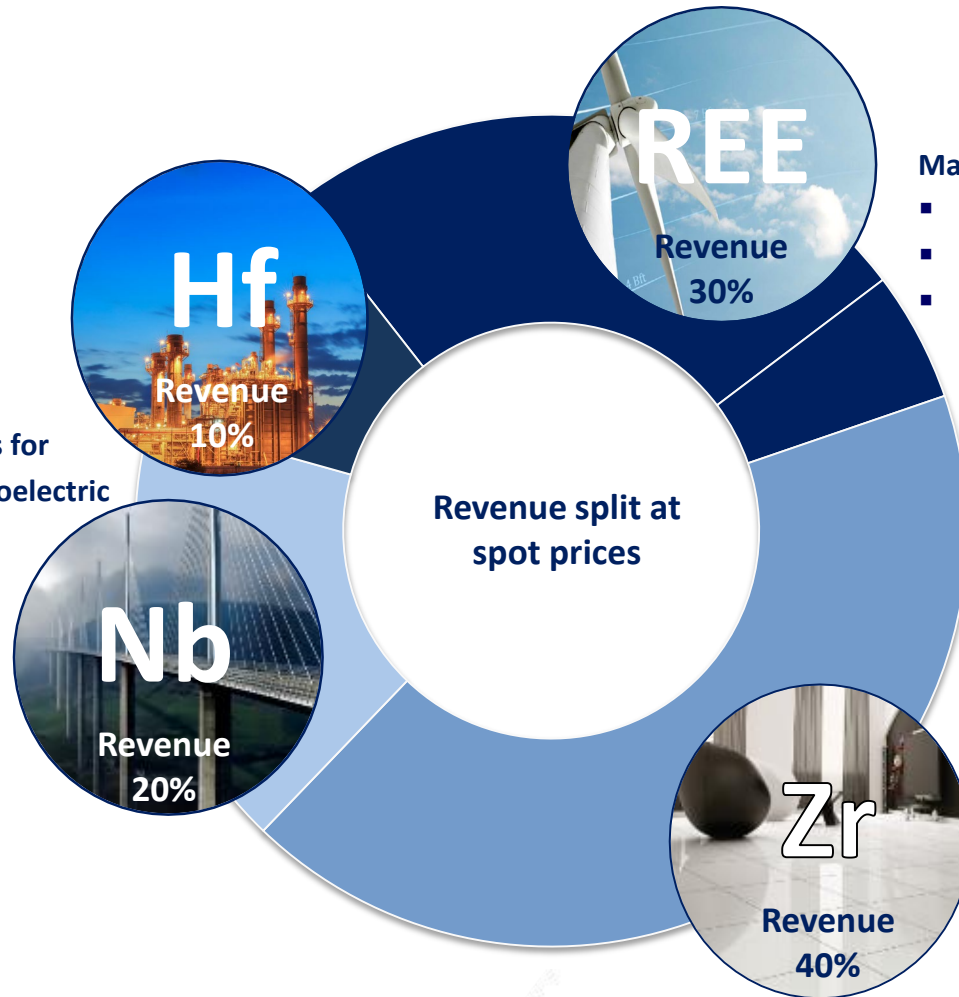 REE
Revenue
30%
Ma
Hf
Revenue
10%
s for
oelectric
Revenue split at
spot prices
Nb
Revenue
20%
Zr
Revenue
40%